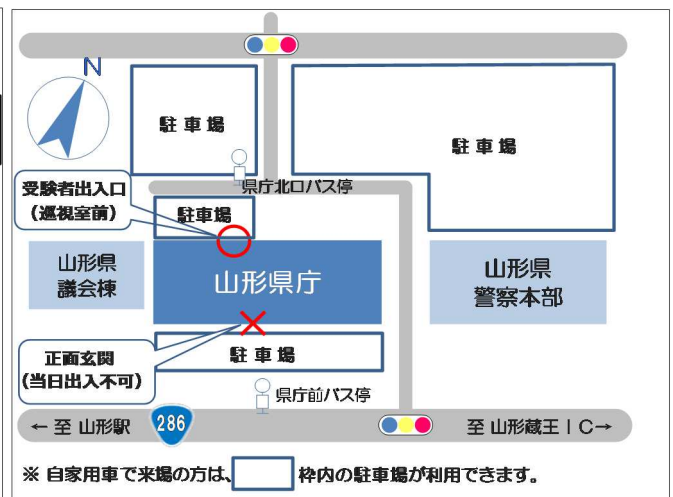 N
駐 車 場
駐 車 場
県庁北口バス停
受験者出入口
（巡視室前）
駐車場
山形県
議会棟
山形県庁
山形県
警察本部
正面玄関
（当日出入不可）
駐 車 場
県庁前バス停
← 至 山形駅
286
至 山形蔵王ＩＣ→
※ 自家用車で来場の方は、 枠内の駐車場が利用できます。